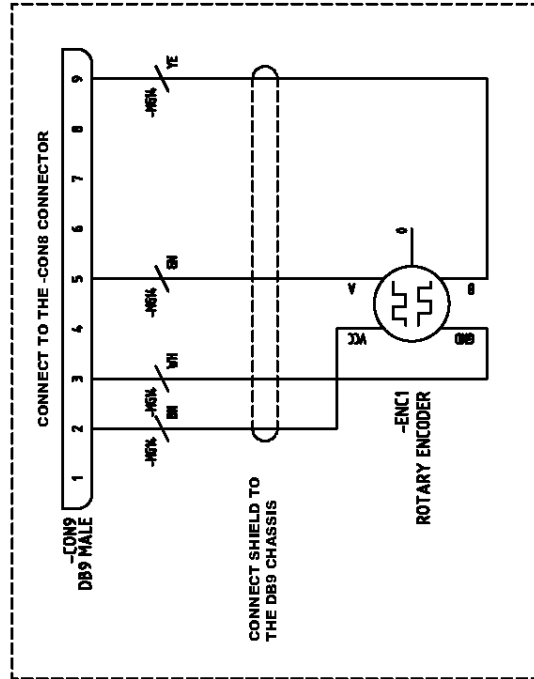 CONNECT TO THE -CON8 CONNECTOR
1 2 3 4 5 6 7 8 9
-CON9
DB9 MALE
-MG14 BN
-MG14 WH
-MG14 GN
-MG14 YE
CONNECT SHIELD TO
THE DB9 CHASSIS
VCC
A
GND
B
0
-ENC1
ROTARY ENCODER